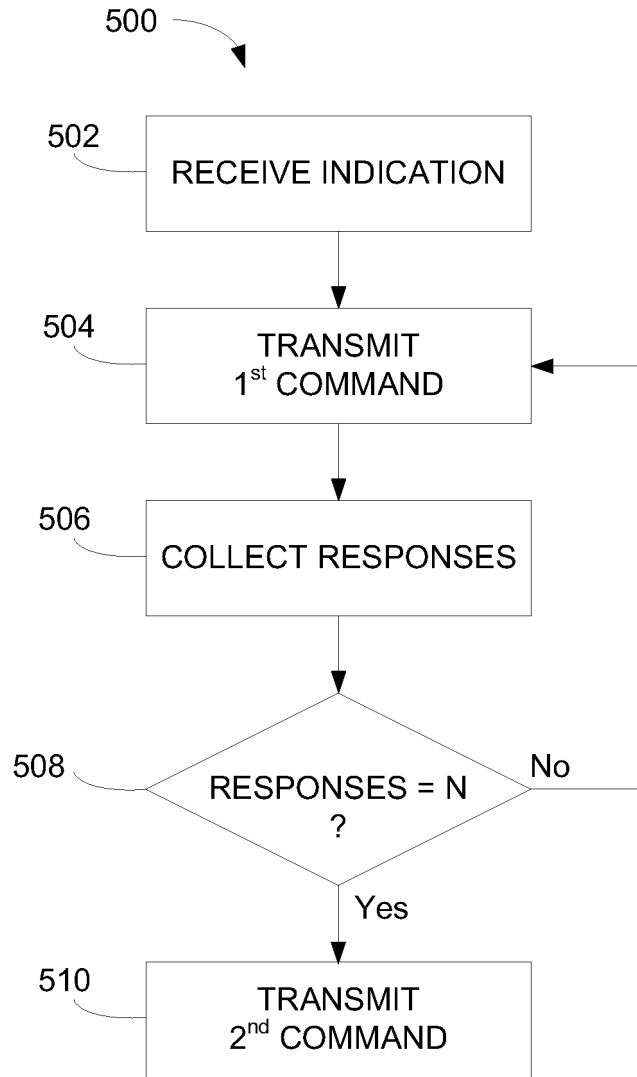 500
502
RECEIVE INDICATION
504
TRANSMIT
1st COMMAND
506
COLLECT RESPONSES
508
RESPONSES = N
?
No
Yes
510
TRANSMIT
2nd COMMAND